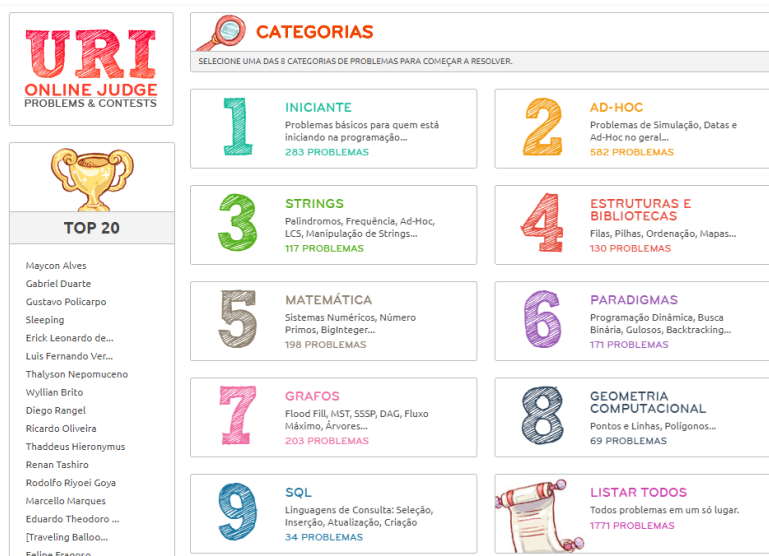 URI
ONLINE JUDGE
PROBLEMS & CONTESTS
TOP 20
Maycon Alves
Gabriel Duarte
Gustavo Policarpo
Sleeping
Erick Leonardo de...
Luis Fernando Ver...
Thalyson Nepomuceno
Wyllian Brito
Diego Rangel
Ricardo Oliveira
Thaddeus Hieronymus
Renan Tashiro
Rodolfo Riyoei Goya
Marcello Marques
Eduardo Theodoro ...
[Traveling Balloo...
Felipe Fragoso
CATEGORIAS
SELECIONE UMA DAS 8 CATEGORIAS DE PROBLEMAS PARA COMEÇAR A RESOLVER.
1
INICIANTE
Problemas básicos para quem está
iniciando na programação...
283 PROBLEMAS
2
AD-HOC
Problemas de Simulação, Datas e
Ad-Hoc no geral...
582 PROBLEMAS
3
STRINGS
Palindromos, Frequência, Ad-Hoc,
LCS, Manipulação de Strings...
117 PROBLEMAS
4
ESTRUTURAS E
BIBLIOTECAS
Filas, Pilhas, Ordenação, Mapas...
130 PROBLEMAS
5
MATEMÁTICA
Sistemas Numéricos, Número
Primos, BigInteger...
198 PROBLEMAS
6
PARADIGMAS
Programação Dinâmica, Busca
Binária, Gulosos, Backtracking...
171 PROBLEMAS
7
GRAFOS
Flood Fill, MST, SSSP, DAG, Fluxo
Máximo, Árvores...
203 PROBLEMAS
8
GEOMETRIA
COMPUTACIONAL
Pontos e Linhas, Polígonos...
69 PROBLEMAS
9
SQL
Linguagens de Consulta: Seleção,
Inserção, Atualização, Criação
34 PROBLEMAS
LISTAR TODOS
Todos problemas em um só lugar.
1771 PROBLEMAS